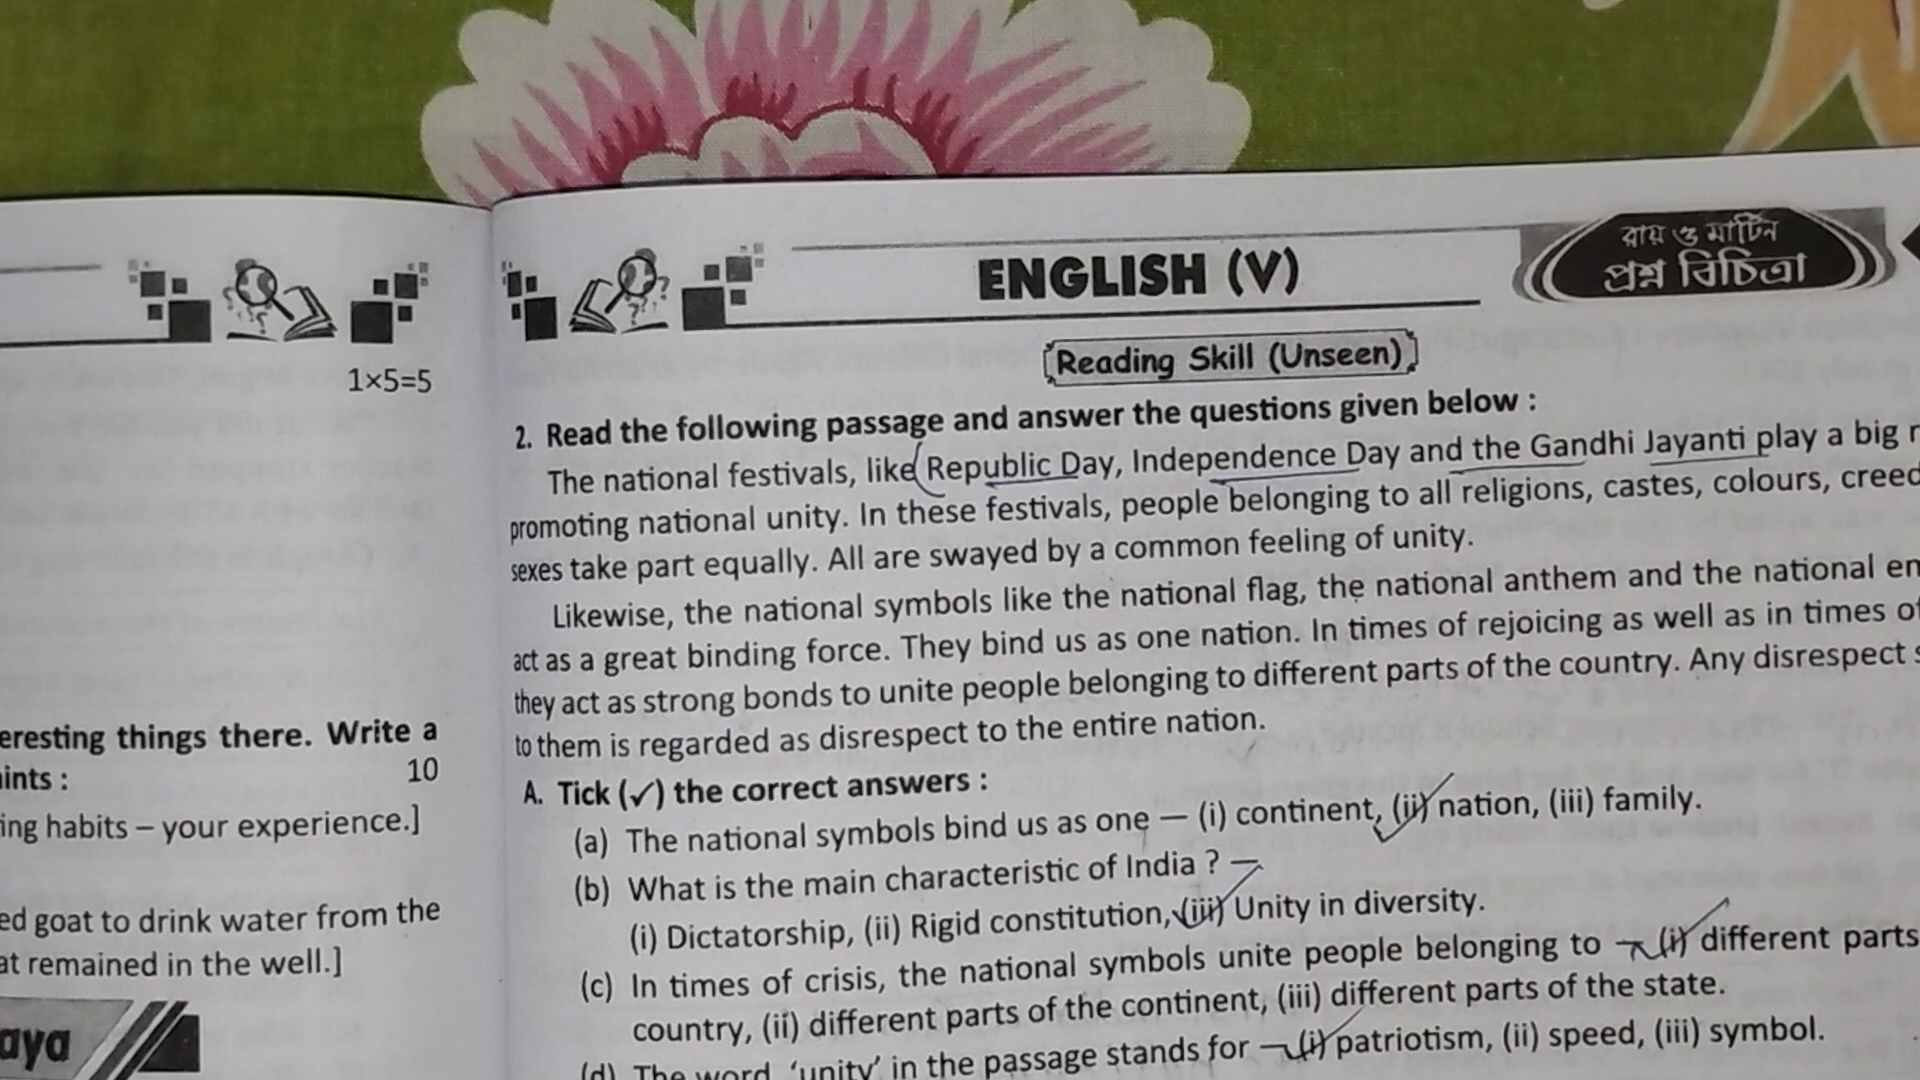 1×5=5
eresting things there. Write a
ints : 10
ing habits – your experience.]
ed goat to drink water from the
at remained in the well.]
aya
ENGLISH (V)
রায় ও মার্টিন
প্রশ্ন বিচিত্রা
Reading Skill (Unseen)
2. Read the following passage and answer the questions given below :
The national festivals, like Republic Day, Independence Day and the Gandhi Jayanti play a big r
promoting national unity. In these festivals, people belonging to all religions, castes, colours, creed
sexes take part equally. All are swayed by a common feeling of unity.
Likewise, the national symbols like the national flag, the national anthem and the national em
act as a great binding force. They bind us as one nation. In times of rejoicing as well as in times of
they act as strong bonds to unite people belonging to different parts of the country. Any disrespect s
to them is regarded as disrespect to the entire nation.
A. Tick (✓) the correct answers :
(a) The national symbols bind us as one — (i) continent, (ii) nation, (iii) family.
(b) What is the main characteristic of India ? —
(i) Dictatorship, (ii) Rigid constitution, (iii) Unity in diversity.
(c) In times of crisis, the national symbols unite people belonging to — (i) different parts
country, (ii) different parts of the continent, (iii) different parts of the state.
(d) The word 'unity' in the passage stands for — (i) patriotism, (ii) speed, (iii) symbol.